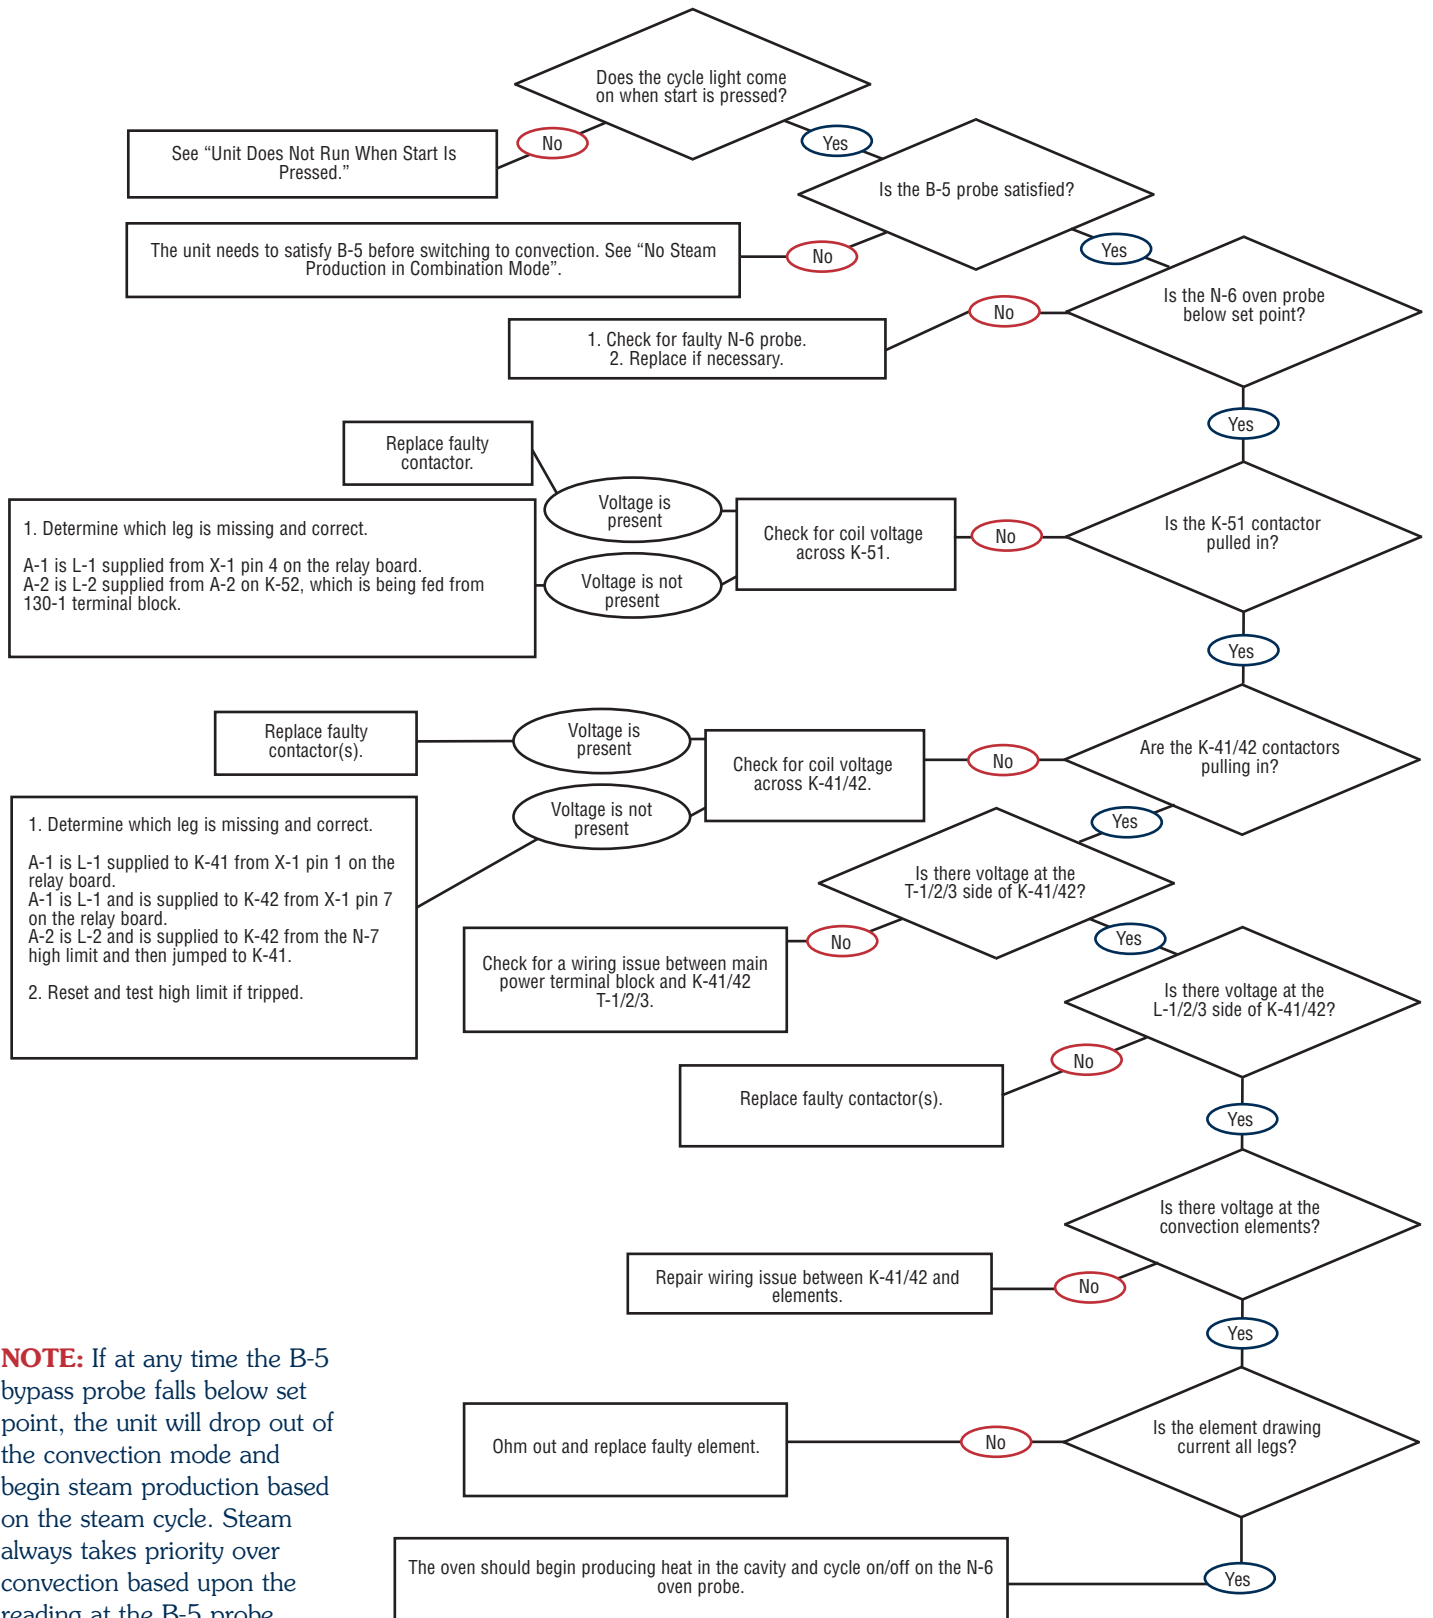 Does the cycle light come
on when start is pressed?
No
Yes
See “Unit Does Not Run When Start Is
Pressed.”
Is the B-5 probe satisfied?
No
Yes
The unit needs to satisfy B-5 before switching to convection. See “No Steam
Production in Combination Mode”.
Is the N-6 oven probe
below set point?
No
1. Check for faulty N-6 probe.
2. Replace if necessary.
Yes
Is the K-51 contactor
pulled in?
No
Check for coil voltage
across K-51.
Voltage is
present
Replace faulty
contactor.
Voltage is not
present
1. Determine which leg is missing and correct.
A-1 is L-1 supplied from X-1 pin 4 on the relay board.
A-2 is L-2 supplied from A-2 on K-52, which is being fed from
130-1 terminal block.
Yes
Are the K-41/42 contactors
pulling in?
No
Check for coil voltage
across K-41/42.
Voltage is
present
Replace faulty
contactor(s).
Voltage is not
present
1. Determine which leg is missing and correct.
A-1 is L-1 supplied to K-41 from X-1 pin 1 on the
relay board.
A-1 is L-1 and is supplied to K-42 from X-1 pin 7
on the relay board.
A-2 is L-2 and is supplied to K-42 from the N-7
high limit and then jumped to K-41.
2. Reset and test high limit if tripped.
Yes
Is there voltage at the
T-1/2/3 side of K-41/42?
No
Check for a wiring issue between main
power terminal block and K-41/42
T-1/2/3.
Yes
Is there voltage at the
L-1/2/3 side of K-41/42?
No
Replace faulty contactor(s).
Yes
Is there voltage at the
convection elements?
No
Repair wiring issue between K-41/42 and
elements.
Yes
Is the element drawing
current all legs?
No
Ohm out and replace faulty element.
Yes
The oven should begin producing heat in the cavity and cycle on/off on the N-6
oven probe.
NOTE: If at any time the B-5
bypass probe falls below set
point, the unit will drop out of
the convection mode and
begin steam production based
on the steam cycle. Steam
always takes priority over
convection based upon the
reading at the B-5 probe